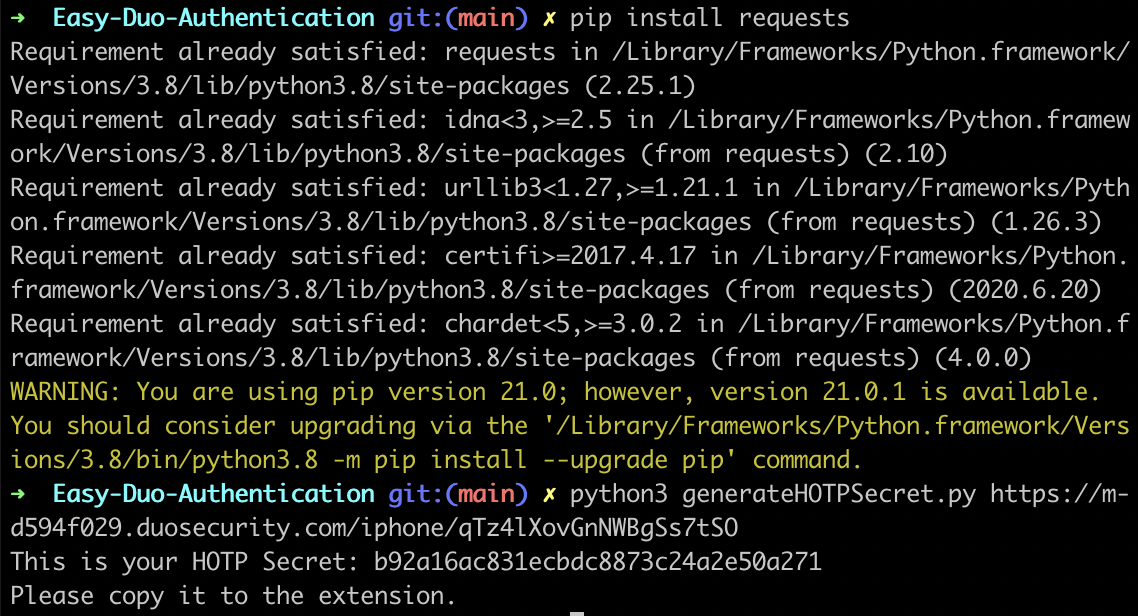 ➜  Easy-Duo-Authentication git:(main) ✗ pip install requests
Requirement already satisfied: requests in /Library/Frameworks/Python.framework/
Versions/3.8/lib/python3.8/site-packages (2.25.1)
Requirement already satisfied: idna<3,>=2.5 in /Library/Frameworks/Python.framew
ork/Versions/3.8/lib/python3.8/site-packages (from requests) (2.10)
Requirement already satisfied: urllib3<1.27,>=1.21.1 in /Library/Frameworks/Pyth
on.framework/Versions/3.8/lib/python3.8/site-packages (from requests) (1.26.3)
Requirement already satisfied: certifi>=2017.4.17 in /Library/Frameworks/Python.
framework/Versions/3.8/lib/python3.8/site-packages (from requests) (2020.6.20)
Requirement already satisfied: chardet<5,>=3.0.2 in /Library/Frameworks/Python.f
ramework/Versions/3.8/lib/python3.8/site-packages (from requests) (4.0.0)
WARNING: You are using pip version 21.0; however, version 21.0.1 is available.
You should consider upgrading via the '/Library/Frameworks/Python.framework/Vers
ions/3.8/bin/python3.8 -m pip install --upgrade pip' command.
➜  Easy-Duo-Authentication git:(main) ✗ python3 generateHOTPSecret.py https://m-
d594f029.duosecurity.com/iphone/qTz4lXovGnNWBgSs7tSO
This is your HOTP Secret: b92a16ac831ecbdc8873c24a2e50a271
Please copy it to the extension.